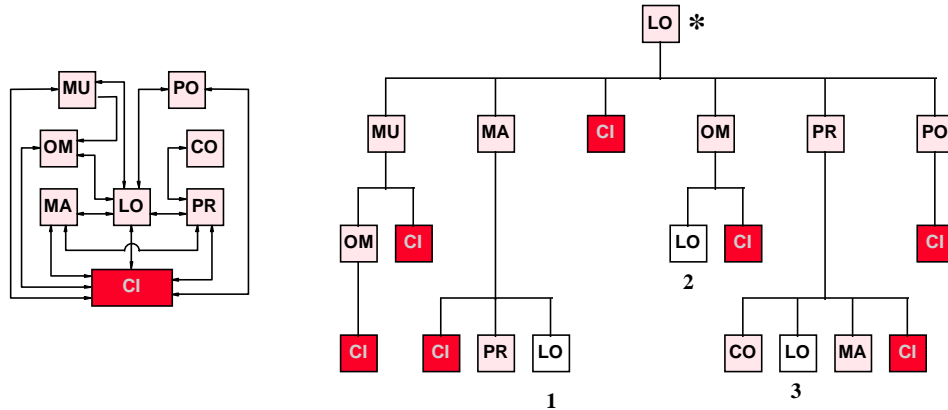 LO *
MU PO
OM CO
MA LO PR
CI
MU MA CI OM PR PO
OM CI LO CI CI
2
CI CI PR LO CO LO MA CI
1 3